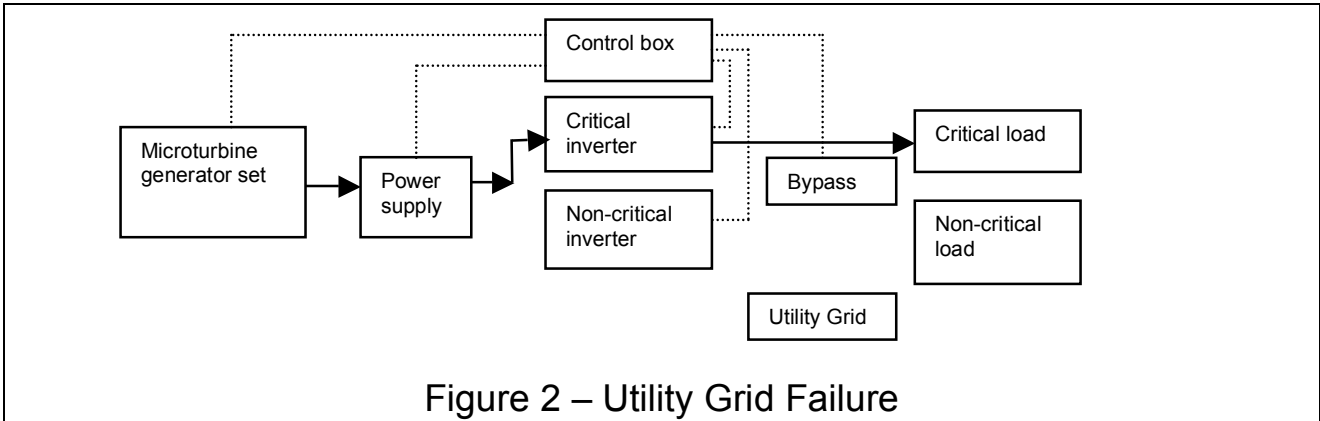 Control box
Critical
inverter
Critical load
Microturbine
generator set
Power
supply
Bypass
Non-critical
inverter
Non-critical
load
Utility Grid
Figure 2 – Utility Grid Failure